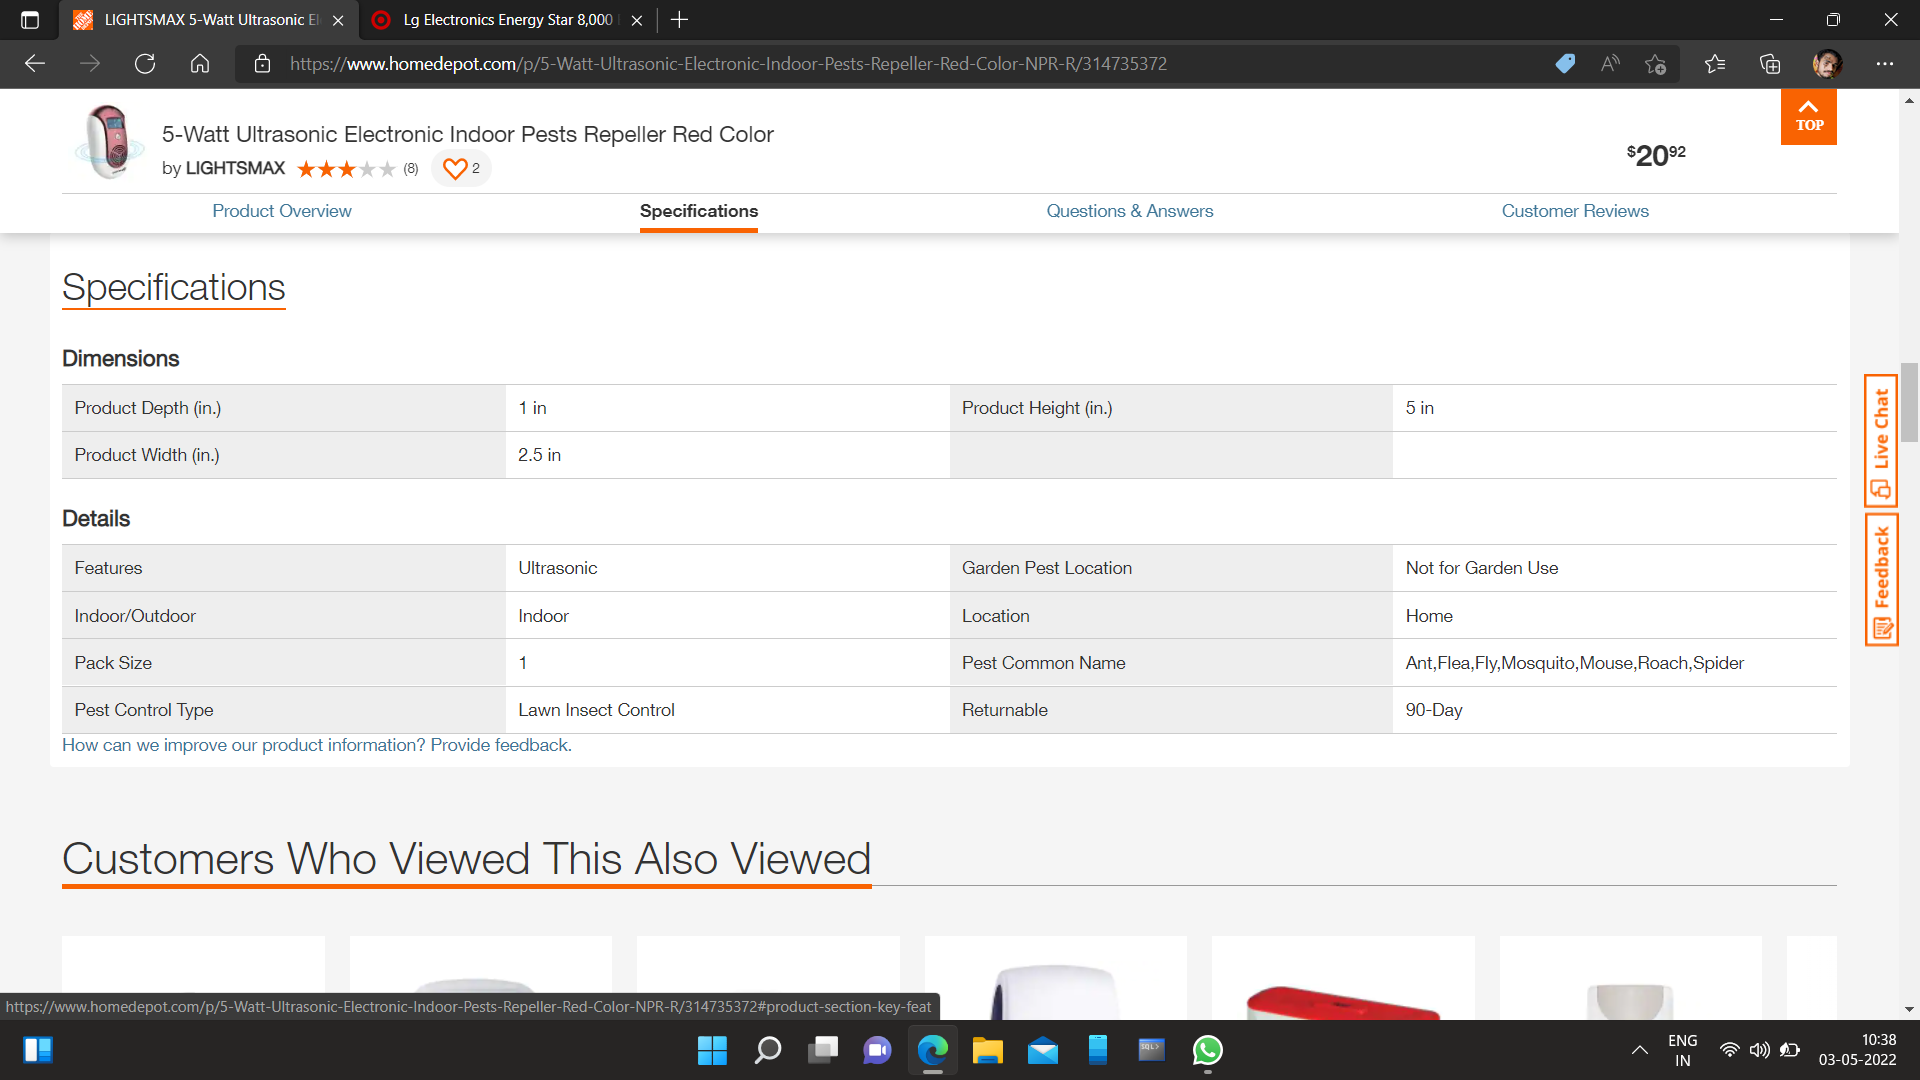 LIGHTSMAX 5-Watt Ultrasonic El
Lg Electronics Energy Star 8,000
https://www.homedepot.com/p/5-Watt-Ultrasonic-Electronic-Indoor-Pests-Repeller-Red-Color-NPR-R/314735372
5-Watt Ultrasonic Electronic Indoor Pests Repeller Red Color
by LIGHTSMAX (8) 2
$20 92
TOP
Product Overview Specifications Questions & Answers Customer Reviews
Specifications
Dimensions
Product Depth (in.) 1 in Product Height (in.) 5 in
Product Width (in.) 2.5 in
Details
Features Ultrasonic Garden Pest Location Not for Garden Use
Indoor/Outdoor Indoor Location Home
Pack Size 1 Pest Common Name Ant,Flea,Fly,Mosquito,Mouse,Roach,Spider
Pest Control Type Lawn Insect Control Returnable 90-Day
How can we improve our product information? Provide feedback.
Live Chat
Feedback
Customers Who Viewed This Also Viewed
https://www.homedepot.com/p/5-Watt-Ultrasonic-Electronic-Indoor-Pests-Repeller-Red-Color-NPR-R/314735372#product-section-key-feat
SQL>
ENG
IN
10:38
03-05-2022